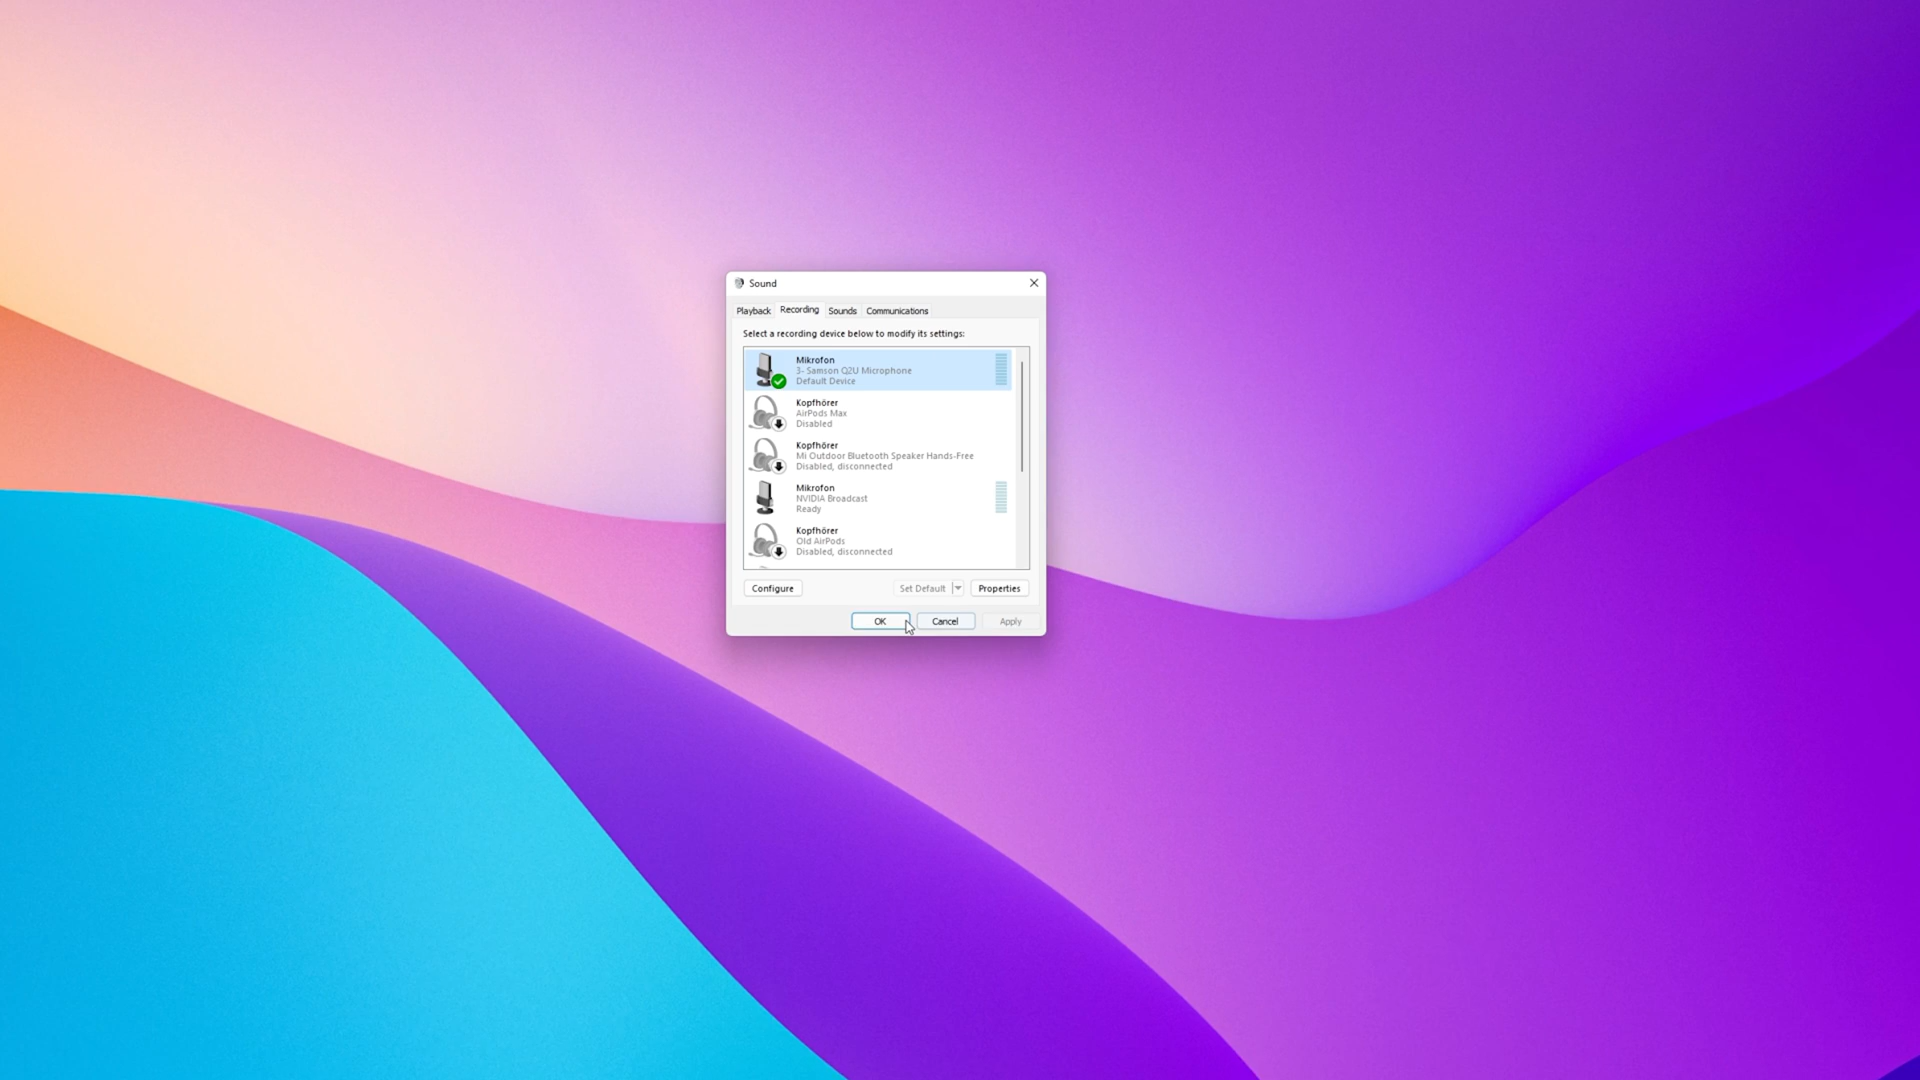 Sound
Playback Recording Sounds Communications
Select a recording device below to modify its settings:
Mikrofon
3- Samson Q2U Microphone
Default Device
Kopfhörer
AirPods Max
Disabled
Kopfhörer
Mi Outdoor Bluetooth Speaker Hands-Free
Disabled, disconnected
Mikrofon
NVIDIA Broadcast
Ready
Kopfhörer
Old AirPods
Disabled, disconnected
Configure Set Default Properties
OK Cancel Apply